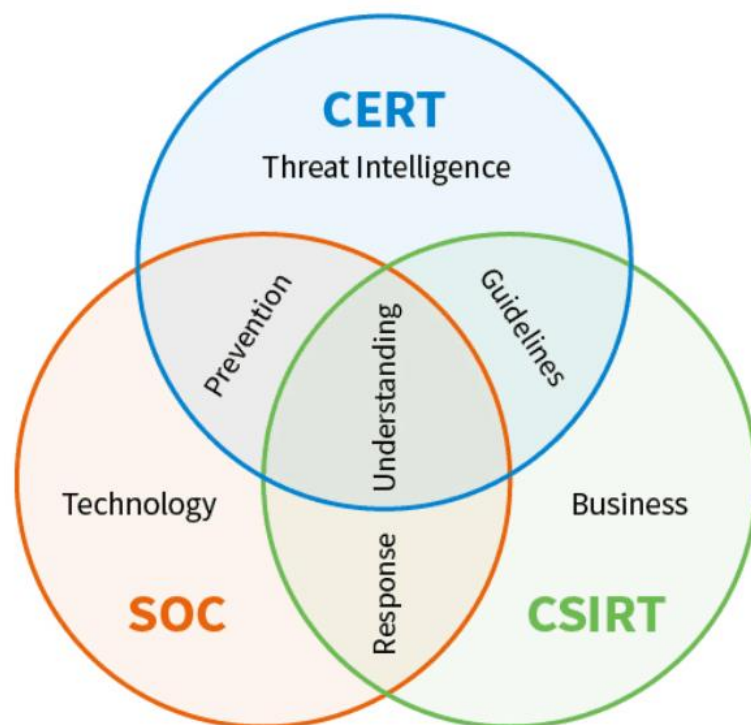 CERT
Threat Intelligence
Prevention
Understanding
Guidelines
Technology
Business
Response
SOC
CSIRT